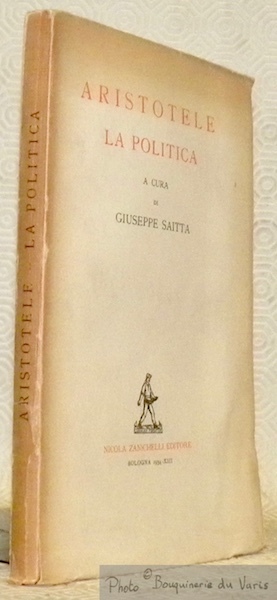 ARISTOTELE
LA POLITICA
A CURA
DI
GIUSEPPE SAITTA
NICOLA ZANICHELLI EDITORE
BOLOGNA
ARISTOTELE - LA POLITICA
Photo © Bouquinerie du Varis